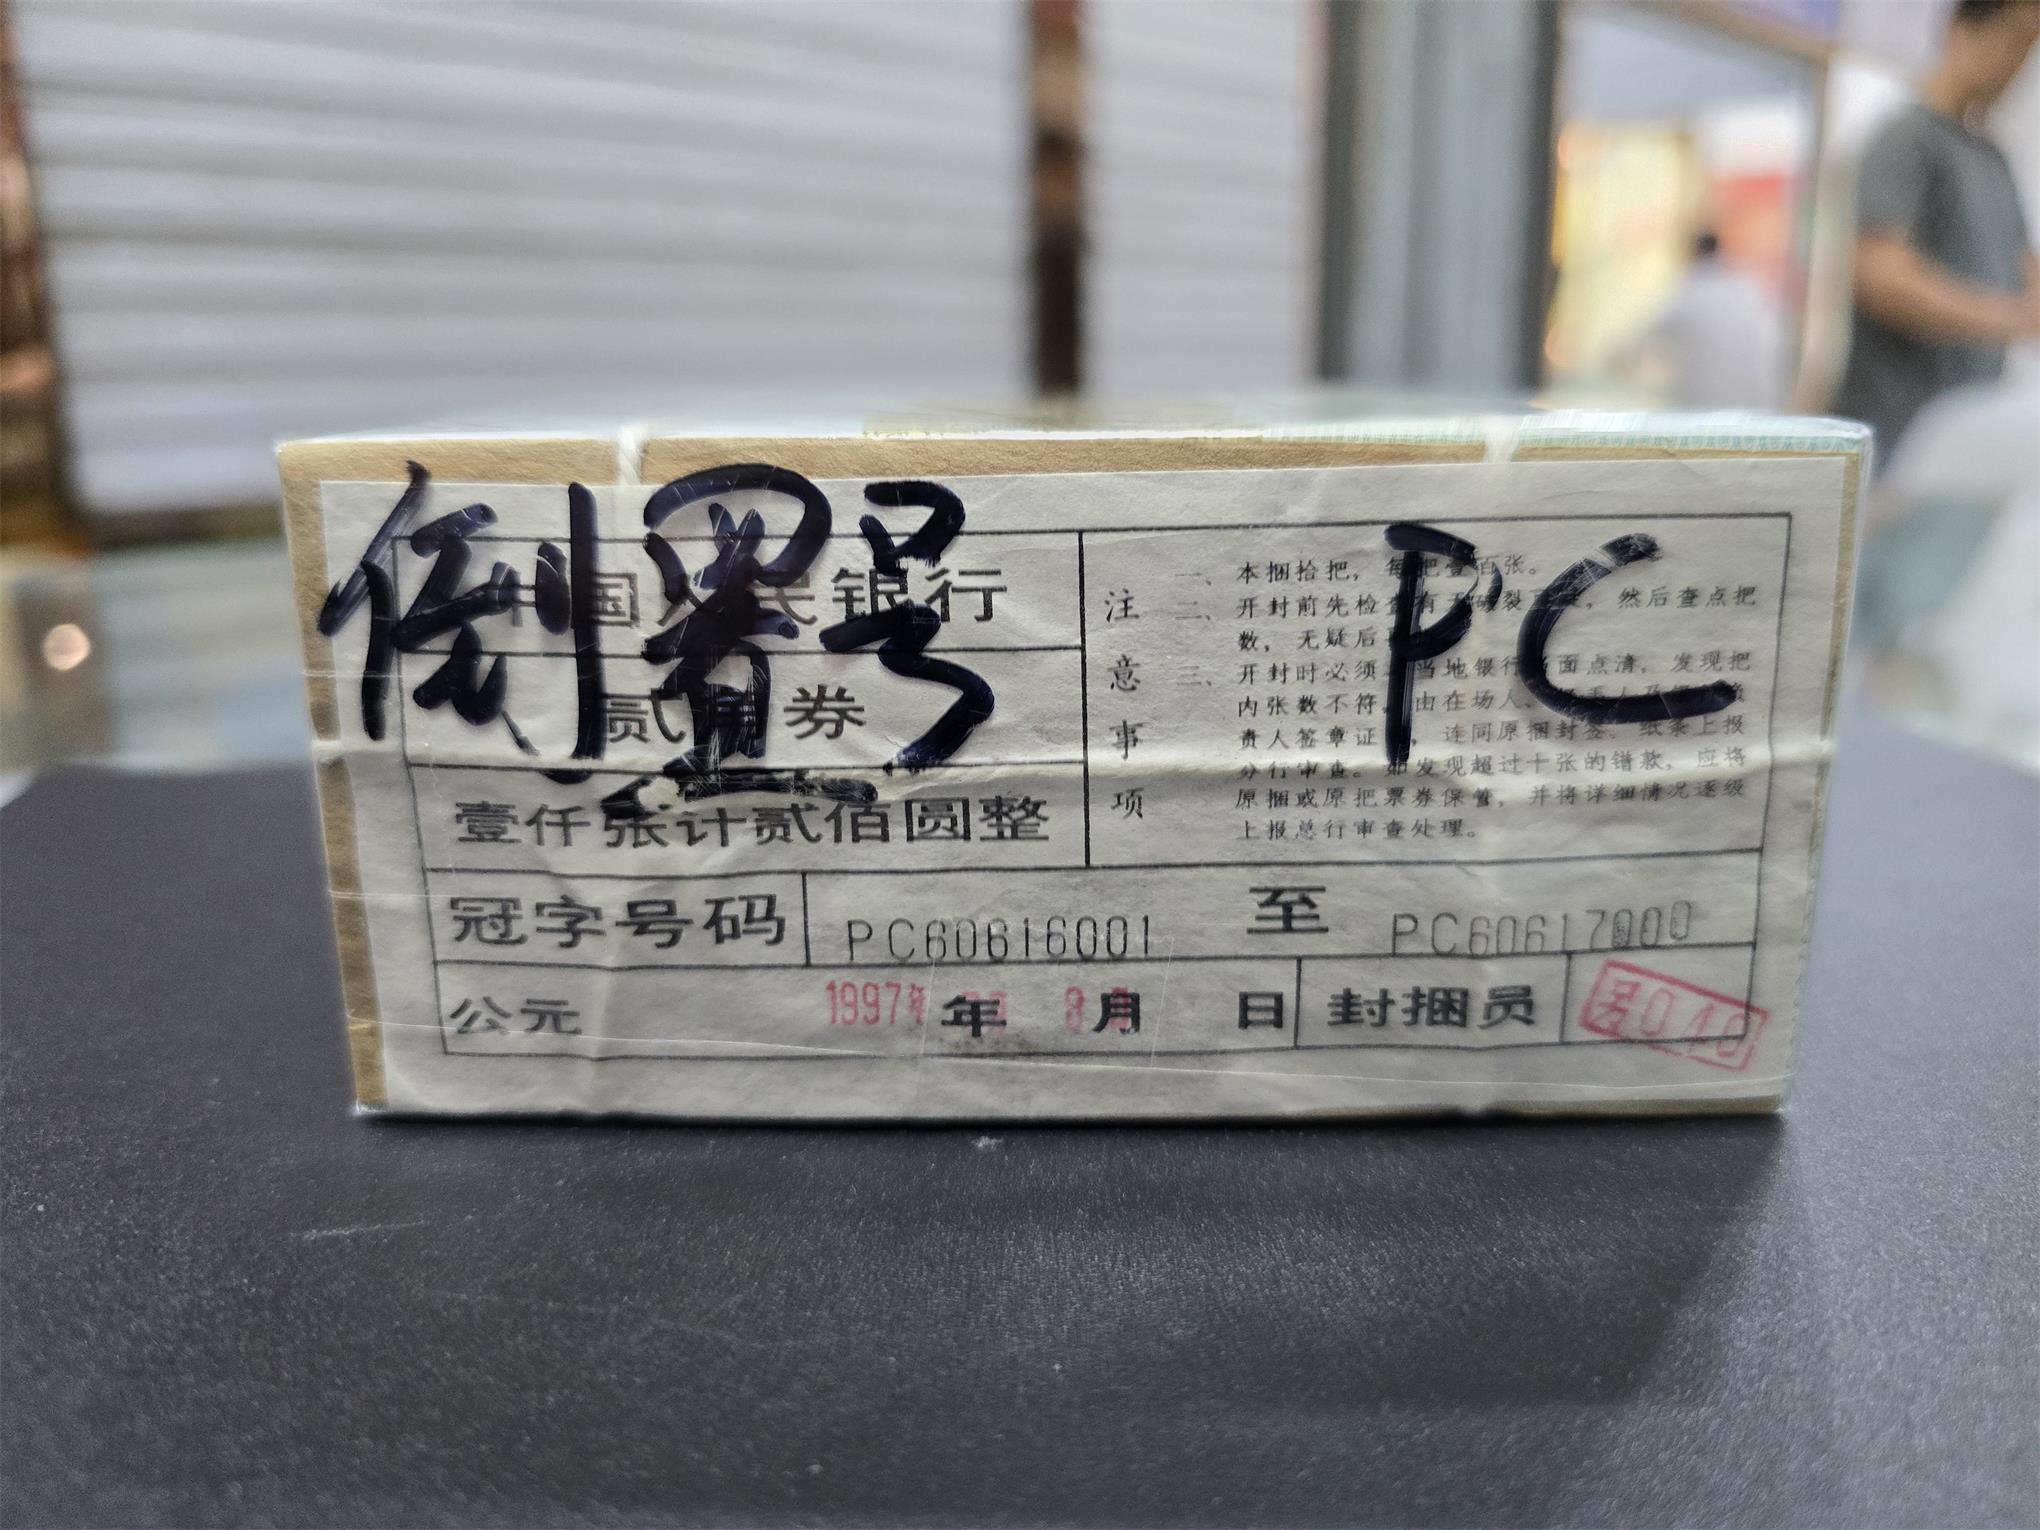 倒置号 PC
中国人民银行
贰角券
壹仟张计贰佰圆整
注意事项
一、本捆拾把，每把壹百张。
二、开封前先检查有无破裂 ，然后查点把
数，无疑后
三、开封时必须 当地银行当面点清，发现把
内张数不符，由在场人、
责人签章证 ，连同原捆封签、纸条上报
分行审查。如发现超过十张的错款，应将
原捆或原把票券保管，并将详细情况逐级
上报总行审查处理。
冠字号码 PC60616001 至 PC60617000
公元 1997年 年 8 月 日 封捆员